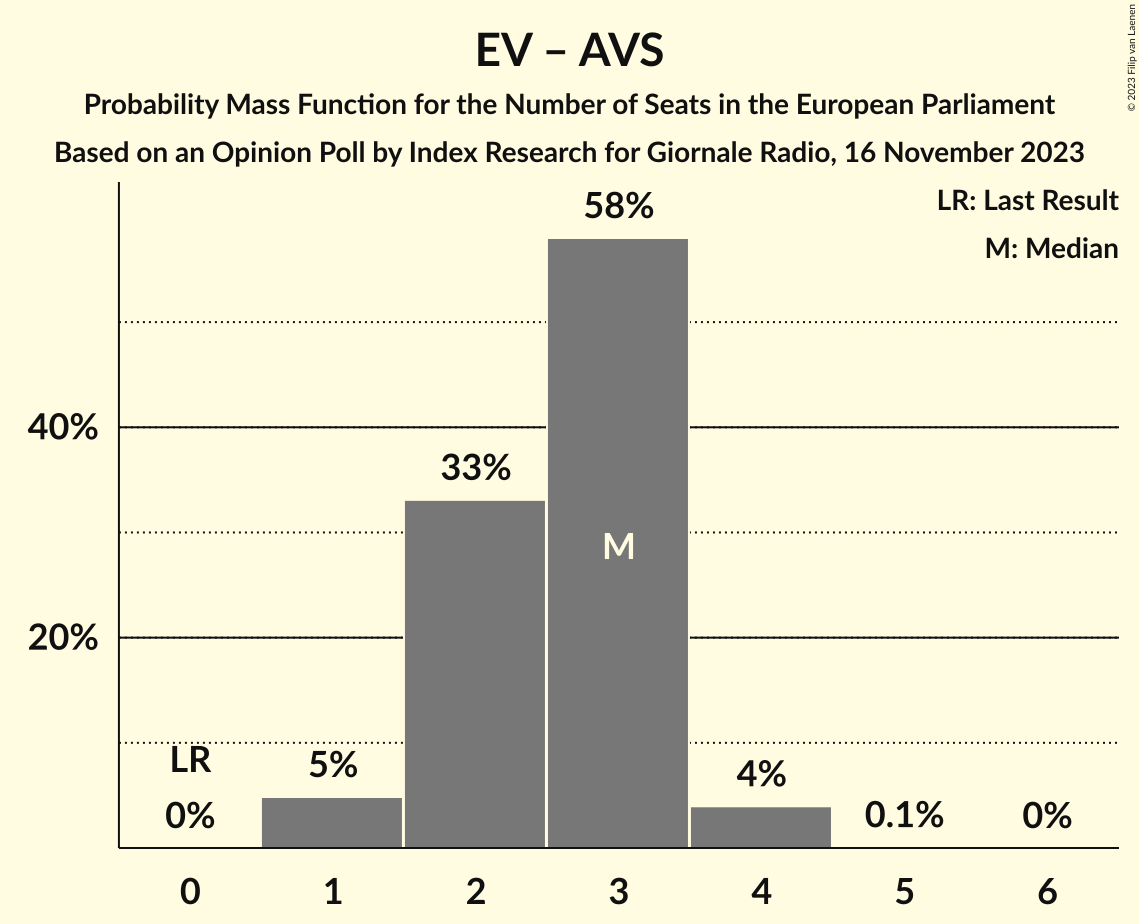 EV – AVS
Probability Mass Function for the Number of Seats in the European Parliament
Based on an Opinion Poll by Index Research for Giornale Radio, 16 November 2023
© 2023 Filip van Laenen
LR: Last Result
M: Median
58%
40%
33%
M
20%
LR
5%
4%
0%
0.1%
0%
0 1 2 3 4 5 6